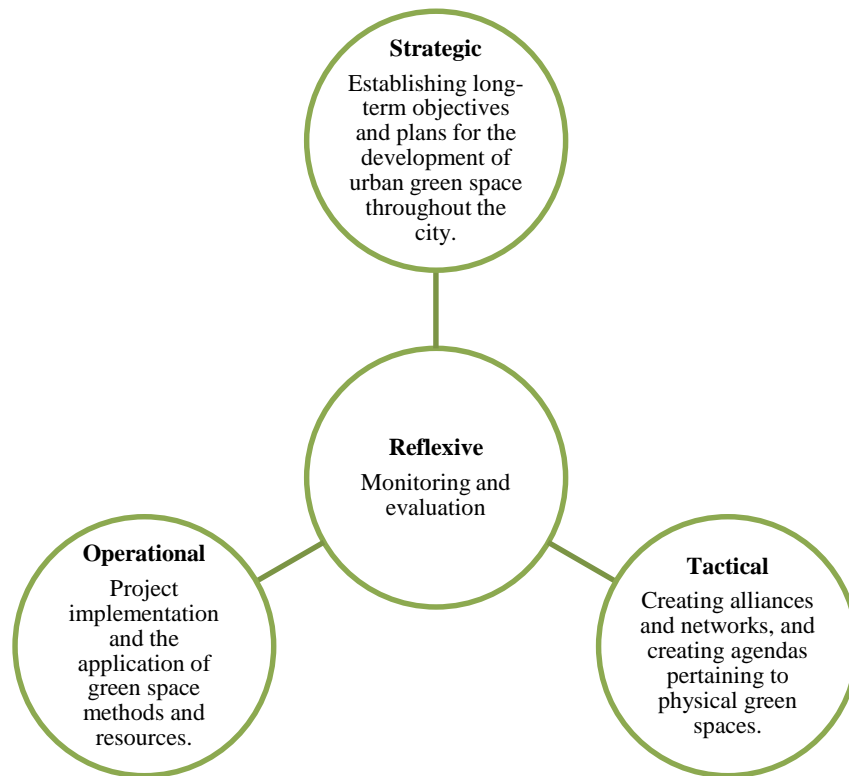 Strategic
Establishing long-
term objectives
and plans for the
development of
urban green space
throughout the
city.
Reflexive
Monitoring and
evaluation
Operational
Project
implementation
and the
application of
green space
methods and
resources.
Tactical
Creating alliances
and networks, and
creating agendas
pertaining to
physical green
spaces.